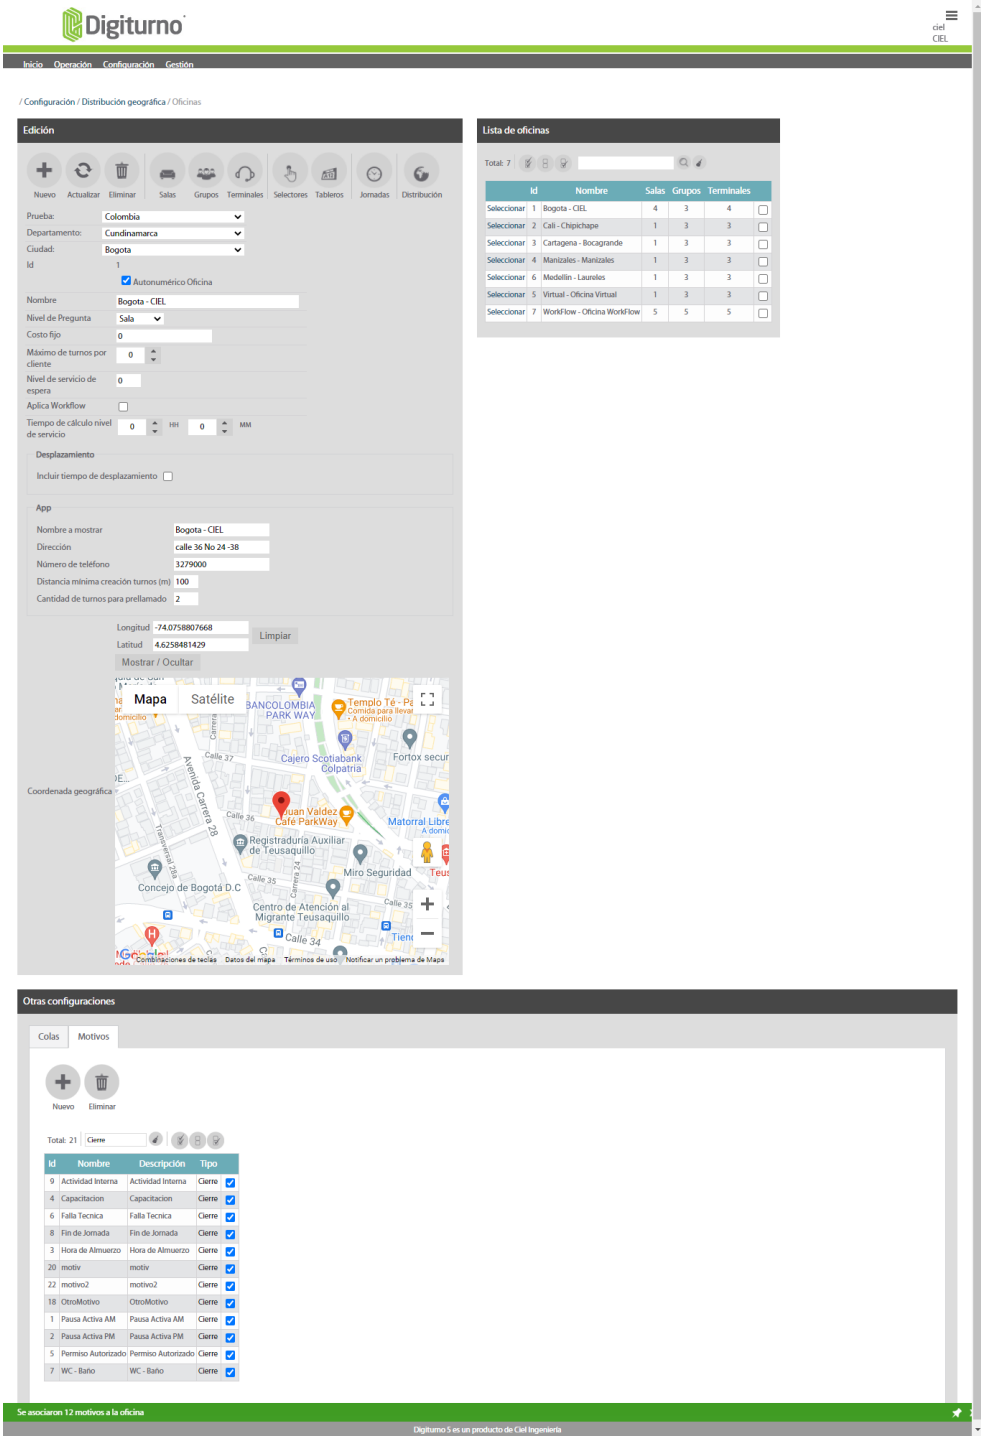 Digiturno
ciel
CIEL
Inicio Operación Configuración Gestión
/ Configuración / Distribución geográfica / Oficinas
Edición
Nuevo Actualizar Eliminar Salas Grupos Terminales Selectores Tableros Jornadas Distribución
Prueba: Colombia
Departamento: Cundinamarca
Ciudad: Bogota
Id 1
Autonumérico Oficina
Nombre Bogota - CIEL
Nivel de Pregunta Sala
Costo fijo 0
Máximo de turnos por cliente 0
Nivel de servicio de espera 0
Aplica Workflow
Tiempo de cálculo nivel de servicio 0 HH 0 MM
Desplazamiento
Incluir tiempo de desplazamiento
App
Nombre a mostrar Bogota - CIEL
Dirección calle 36 No 24 -38
Número de teléfono 3279000
Distancia mínima creación turnos (m) 100
Cantidad de turnos para prellamado 2
Longitud -74.0758807668
Latitud 4.6258481429
Limpiar
Mostrar / Ocultar
Coordenada geográfica
Mapa Satélite
BANCOLOMBIA PARK WAY
Templo Té - Pa
Comida para llevar
· A domicilio
domicilio
Carrera
Calle 37
Cajero Scotiabank Colpatria
Fortox secur
Avenida Carrera 28
Calle 36
Juan Valdez Café ParkWay
Matorral Libre
A domic
Registraduría Auxiliar de Teusaquillo
Transversal 28a
Carrera 24
Miro Seguridad
Teus
Concejo de Bogotá D.C
Calle 35
Calle 35
Centro de Atención al Migrante Teusaquillo
Calle 34
Tiend
Google
Combinaciones de teclas Datos del mapa Términos de uso Notificar un problema de Maps
Lista de oficinas
Total: 7
Id Nombre Salas Grupos Terminales
Seleccionar 1 Bogota - CIEL 4 3 4
Seleccionar 2 Cali - Chipichape 1 3 3
Seleccionar 3 Cartagena - Bocagrande 1 3 3
Seleccionar 4 Manizales - Manizales 1 3 3
Seleccionar 6 Medellin - Laureles 1 3 3
Seleccionar 5 Virtual - Oficina Virtual 1 3 3
Seleccionar 7 WorkFlow - Oficina WorkFlow 5 5 5
Otras configuraciones
Colas Motivos
Nuevo Eliminar
Total: 21 Cierre
Id Nombre Descripción Tipo
9 Actividad Interna Actividad Interna Cierre
4 Capacitacion Capacitacion Cierre
6 Falla Tecnica Falla Tecnica Cierre
8 Fin de Jornada Fin de Jornada Cierre
3 Hora de Almuerzo Hora de Almuerzo Cierre
20 motiv motiv Cierre
22 motivo2 motivo2 Cierre
18 OtroMotivo OtroMotivo Cierre
1 Pausa Activa AM Pausa Activa AM Cierre
2 Pausa Activa PM Pausa Activa PM Cierre
5 Permiso Autorizado Permiso Autorizado Cierre
7 WC - Baño WC - Baño Cierre
Se asociaron 12 motivos a la oficina
Digiturno 5 es un producto de Ciel Ingeniería